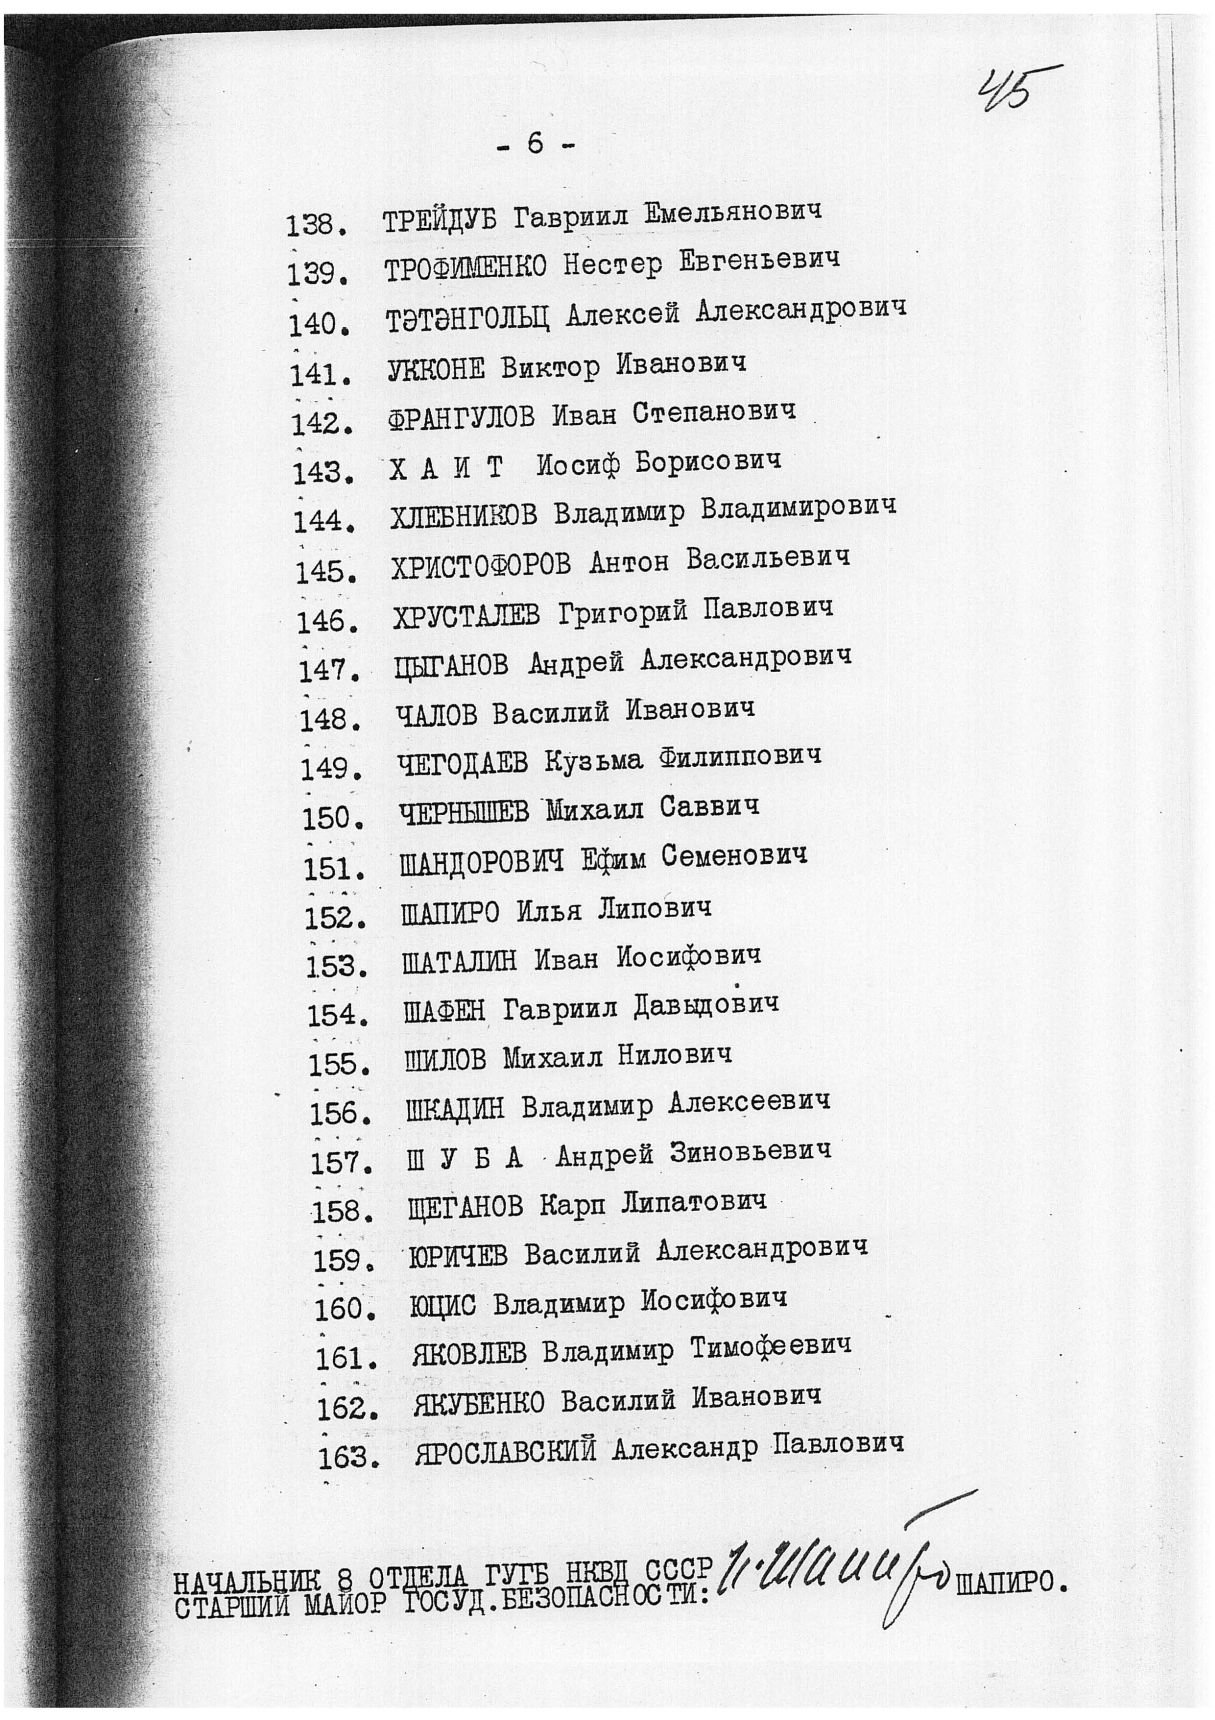 45
- 6 -
138. ТРЕЙДУБ Гавриил Емельянович
139. ТРОФИМЕНКО Нестер Евгеньевич
140. ТЭТЭНГОЛЬЦ Алексей Александрович
141. УККОНЕ Виктор Иванович
142. ФРАНГУЛОВ Иван Степанович
143. Х А И Т Иосиф Борисович
144. ХЛЕБНИКОВ Владимир Владимирович
145. ХРИСТОФОРОВ Антон Васильевич
146. ХРУСТАЛЕВ Григорий Павлович
147. ЦЫГАНОВ Андрей Александрович
148. ЧАЛОВ Василий Иванович
149. ЧЕГОДАЕВ Кузьма Филиппович
150. ЧЕРНЫШЕВ Михаил Саввич
151. ШАНДОРОВИЧ Ефим Семенович
152. ШАПИРО Илья Липович
153. ШАТАЛИН Иван Иосифович
154. ШАФЕН Гавриил Давыдович
155. ШИЛОВ Михаил Нилович
156. ШКАДИН Владимир Алексеевич
157. Ш У Б А Андрей Зиновьевич
158. ЩЕГАНОВ Карп Липатович
159. ЮРИЧЕВ Василий Александрович
160. ЮЦИС Владимир Иосифович
161. ЯКОВЛЕВ Владимир Тимофеевич
162. ЯКУБЕНКО Василий Иванович
163. ЯРОСЛАВСКИЙ Александр Павлович
НАЧАЛЬНИК 8 ОТДЕЛА ГУГБ НКВД СССР
СТАРШИЙ МАЙОР ГОСУД.БЕЗОПАСНОСТИ: И.Шапиро ШАПИРО.